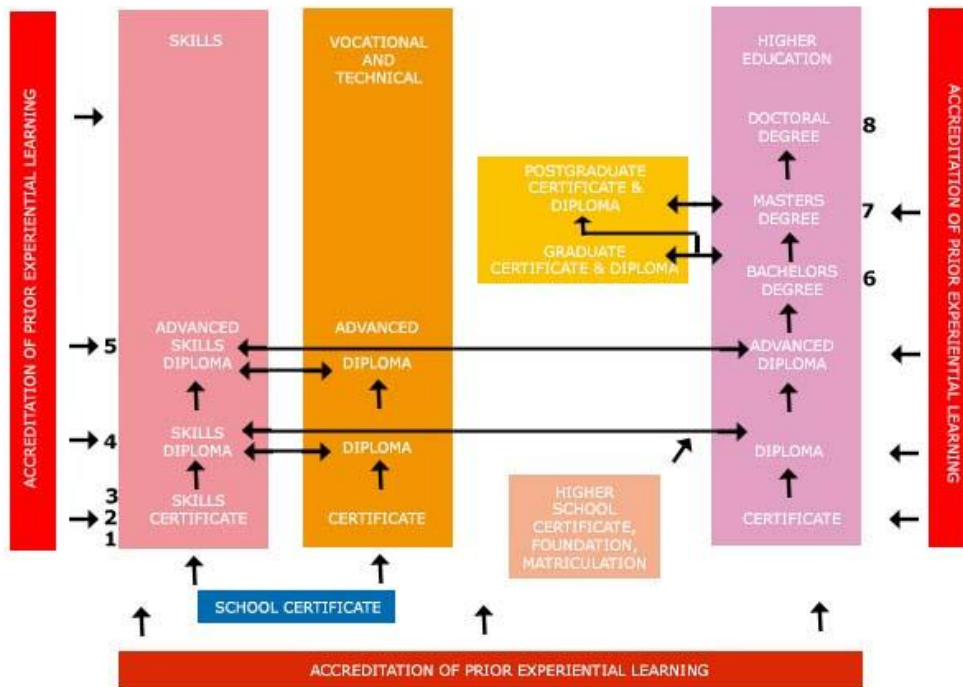 ACCREDITATION OF PRIOR EXPERIENTIAL LEARNING
SKILLS
ADVANCED
SKILLS
DIPLOMA
SKILLS
DIPLOMA
SKILLS
CERTIFICATE
5
4
3
2
1
VOCATIONAL
AND
TECHNICAL
ADVANCED
DIPLOMA
DIPLOMA
CERTIFICATE
POSTGRADUATE
CERTIFICATE &
DIPLOMA
GRADUATE
CERTIFICATE & DIPLOMA
HIGHER
SCHOOL
CERTIFICATE,
FOUNDATION,
MATRICULATION
HIGHER
EDUCATION
DOCTORAL
DEGREE
MASTERS
DEGREE
BACHELORS
DEGREE
ADVANCED
DIPLOMA
DIPLOMA
CERTIFICATE
8
7
6
ACCREDITATION OF PRIOR EXPERIENTIAL LEARNING
SCHOOL CERTIFICATE
ACCREDITATION OF PRIOR EXPERIENTIAL LEARNING